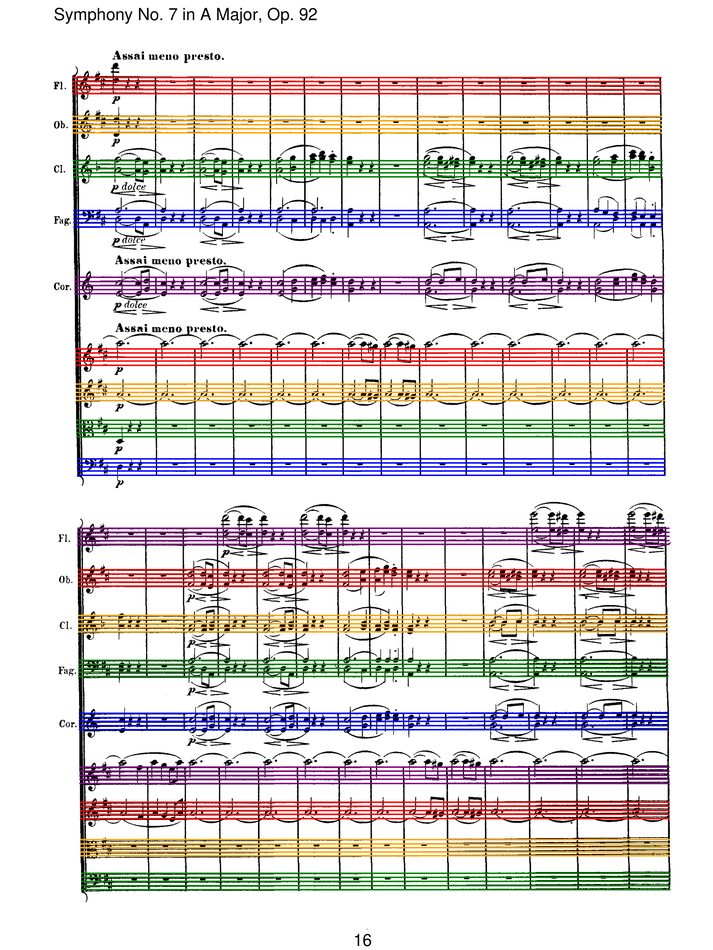 Symphony No. 7 in A Major, Op. 92
Assai meno presto.
Fl.
p
Ob.
p
Cl.
p dolce
Fag.
p dolce
Assai meno presto.
Cor.
p dolce
Assai meno presto.
p
p
p
p
Fl.
p
Ob.
p
Cl.
p
Fag.
p
Cor.
p
16